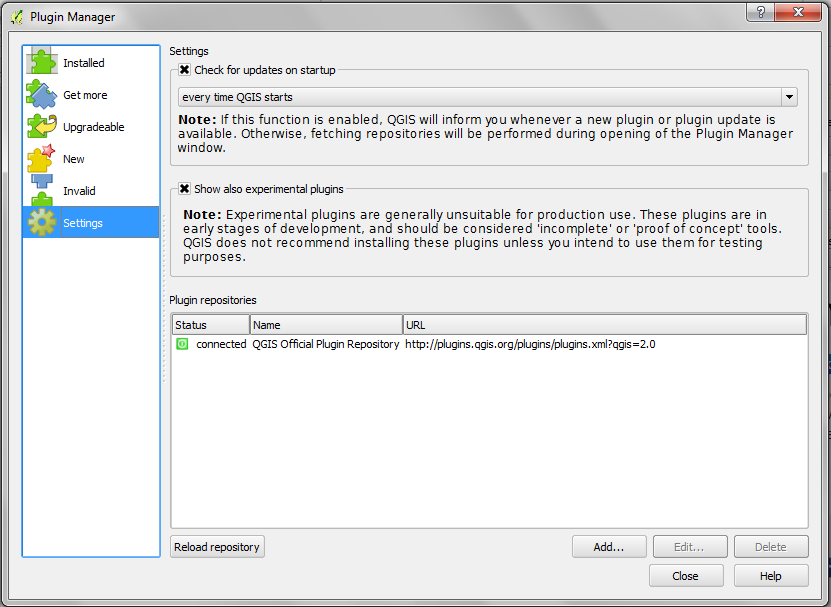 Plugin Manager
?
Installed
Get more
Upgradeable
New
Invalid
Settings
Settings
Check for updates on startup
every time QGIS starts
Note: If this function is enabled, QGIS will inform you whenever a new plugin or plugin update is
available. Otherwise, fetching repositories will be performed during opening of the Plugin Manager
window.
Show also experimental plugins
Note: Experimental plugins are generally unsuitable for production use. These plugins are in
early stages of development, and should be considered 'incomplete' or 'proof of concept' tools.
QGIS does not recommend installing these plugins unless you intend to use them for testing
purposes.
Plugin repositories
Status Name URL
connected QGIS Official Plugin Repository http://plugins.qgis.org/plugins/plugins.xml?qgis=2.0
Reload repository Add... Edit... Delete
Close Help